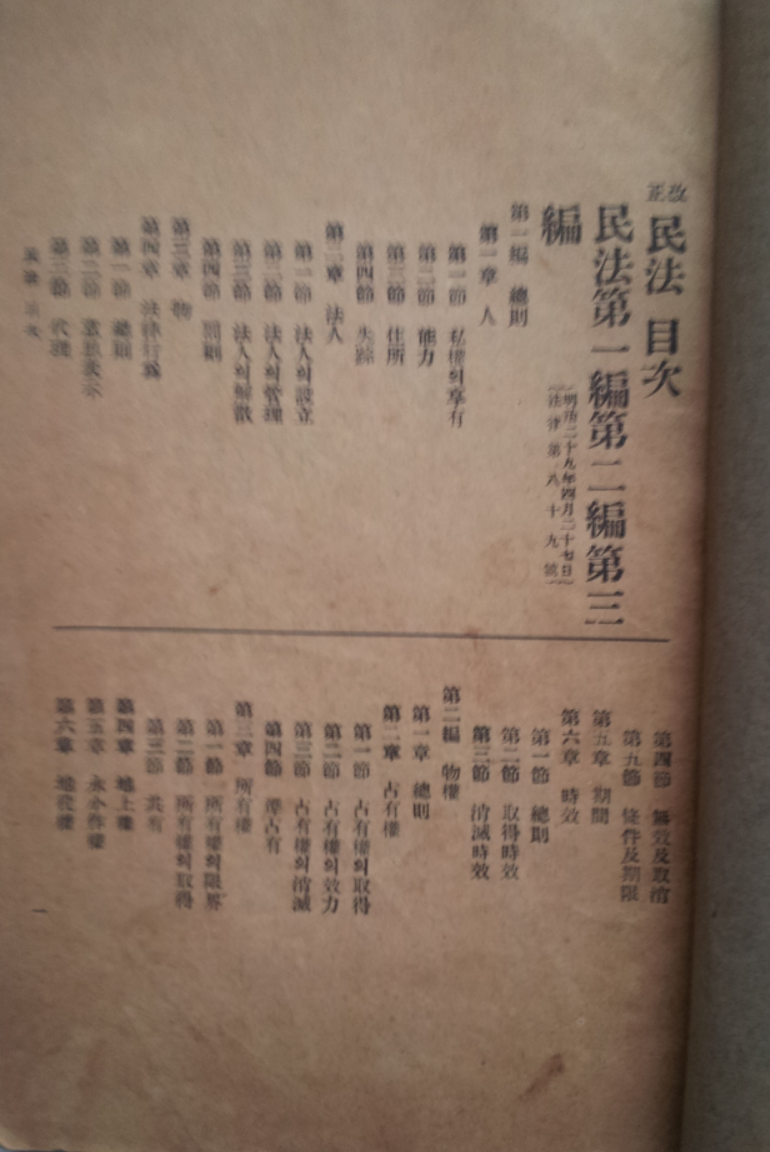 改正 民法 目次
民法第一編第二編第三
編
(明治二十九年四月二十七日)
(法律第八十九號)
第一編 總則
第一章 人
第一節 私權의享有
第二節 能力
第三節 住所
第四節 失踪
第二章 法人
第一節 法人의設立
第二節 法人의管理
第三節 法人의解散
第四節 罰則
第三章 物
第四章 法律行爲
第一節 總則
第二節 意思表示
第三節 代理
第四節 無效及取消
第九節 條件及期限
第五章 期間
第六章 時效
第一節 總則
第二節 取得時效
第三節 消滅時效
第二編 物權
第一章 總則
第二章 占有權
第一節 占有權의取得
第二節 占有權의效力
第三節 占有權의消滅
第四節 準占有
第三章 所有權
第一節 所有權의限界
第二節 所有權의取得
第三節 共有
第四章 地上權
第五章 永小作權
第六章 地役權
民法 目次
一